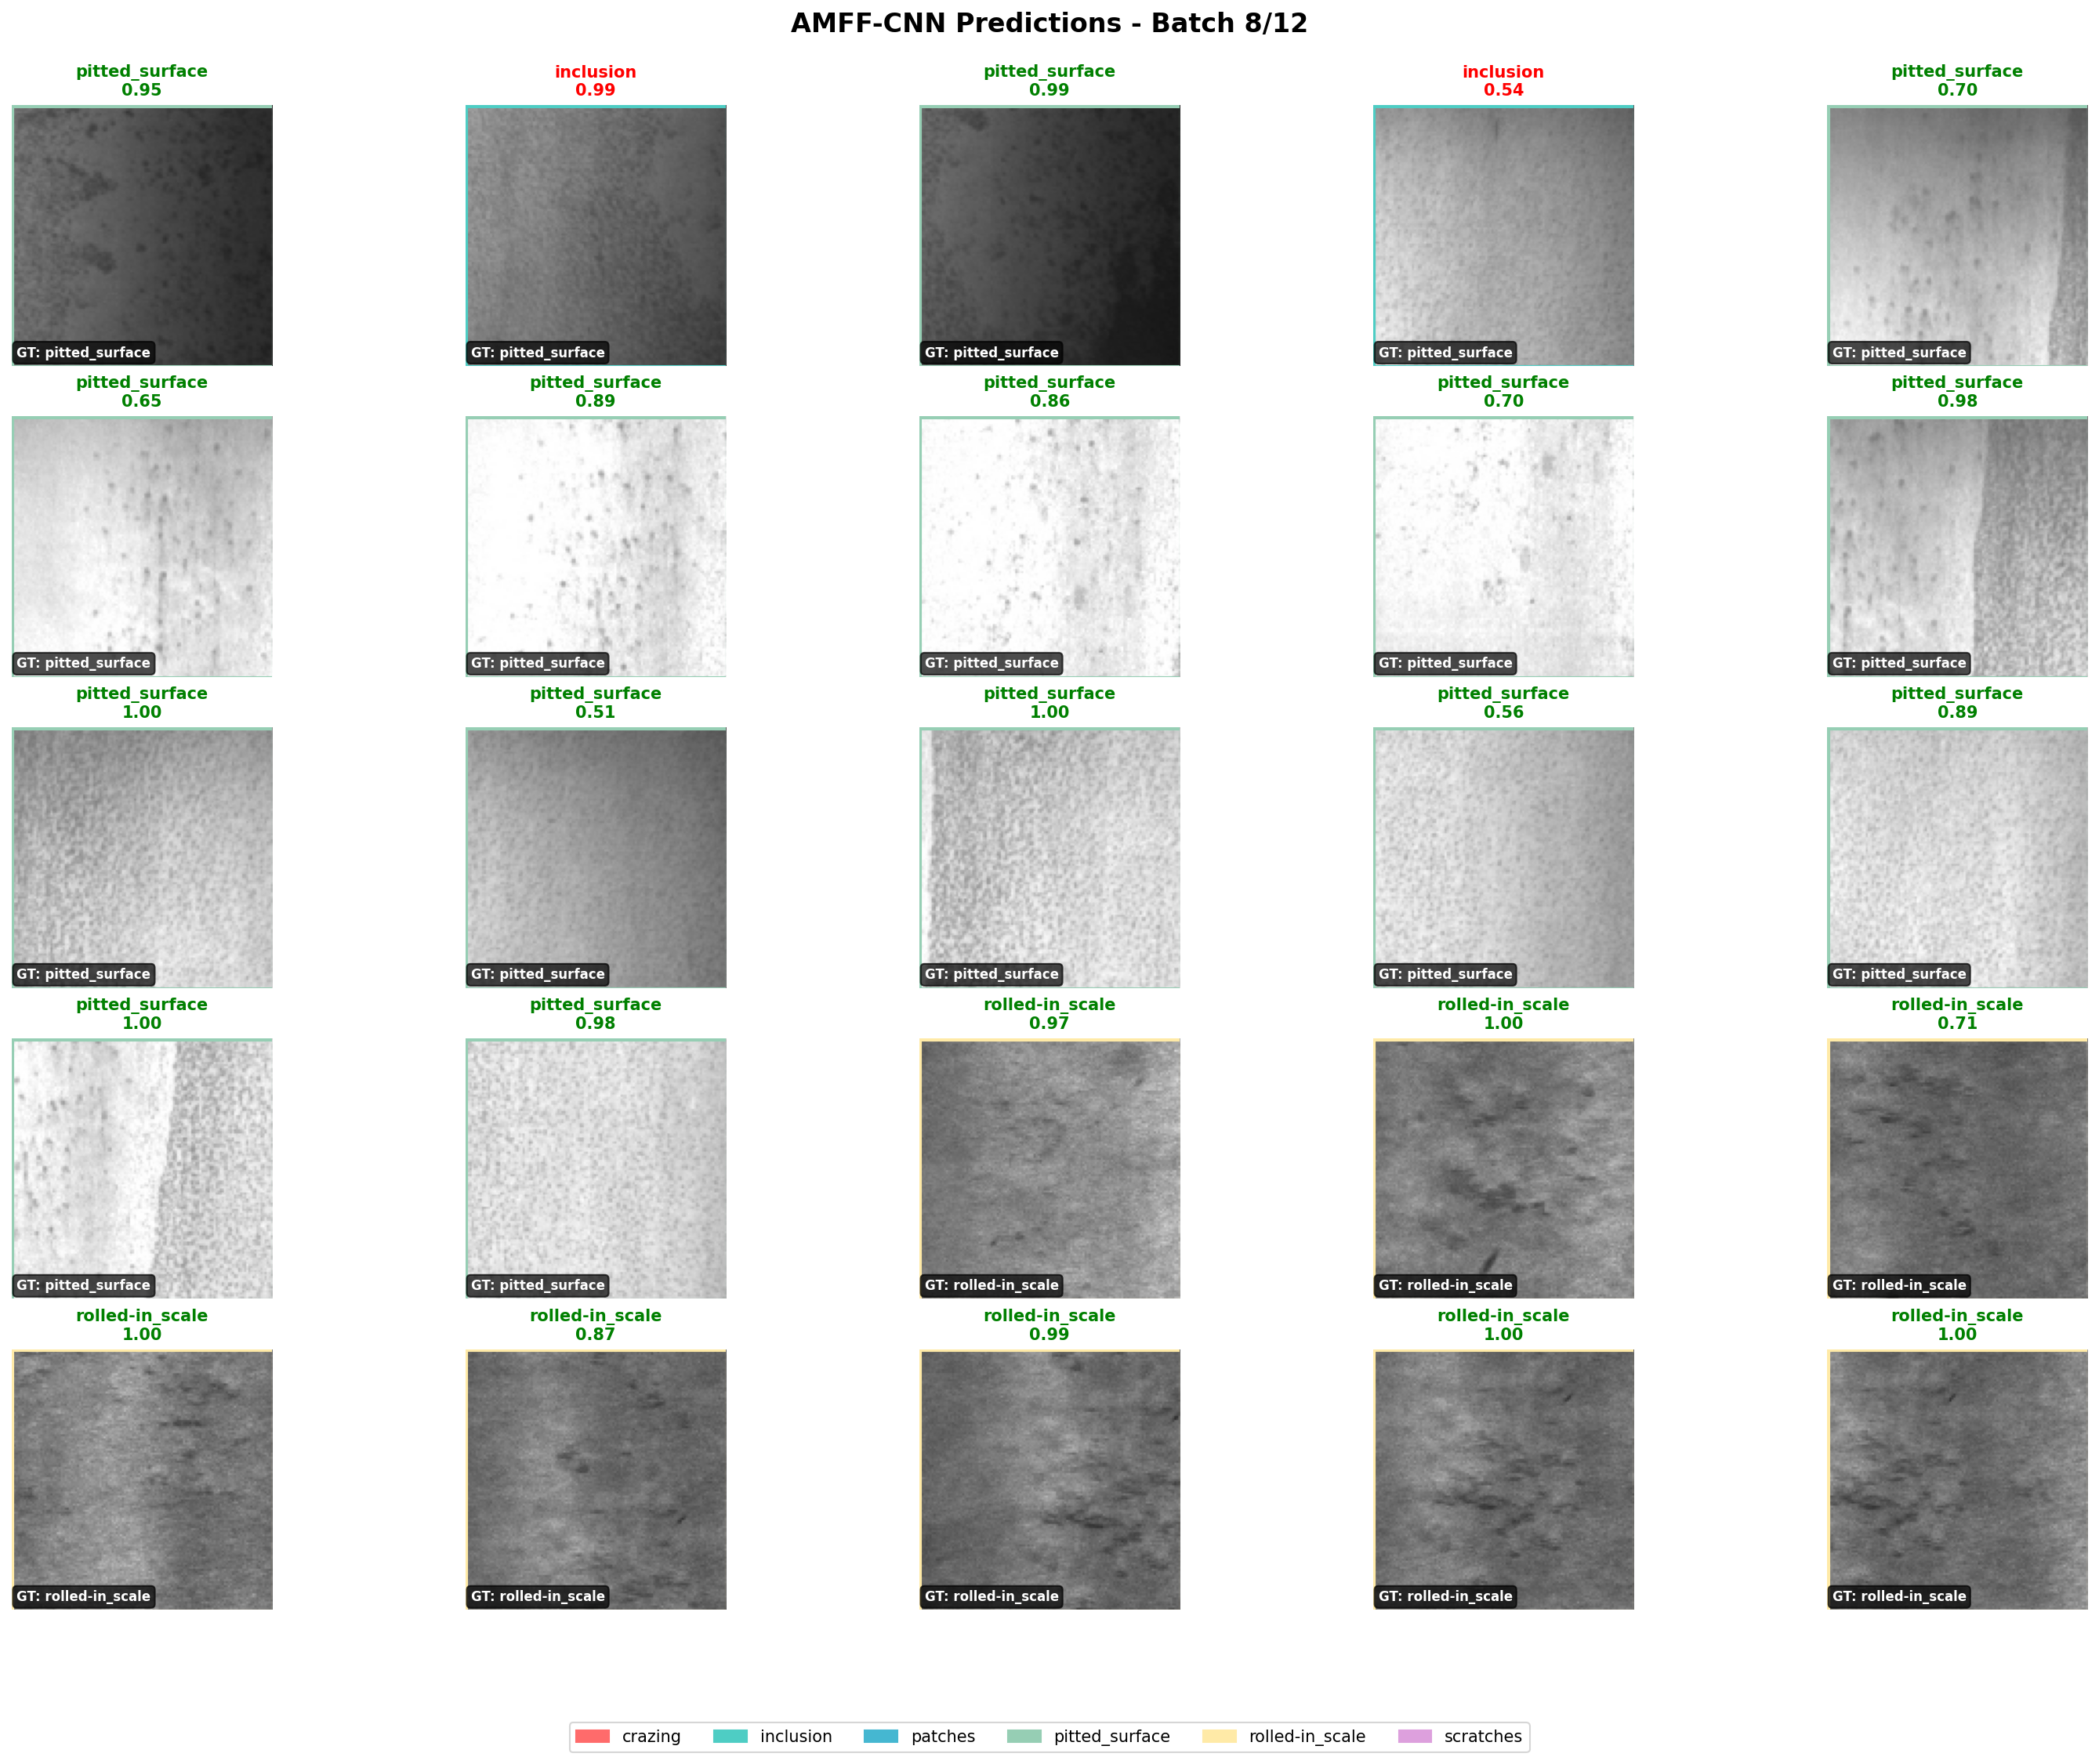 AMFF-CNN Predictions - Batch 8/12
pitted_surface
0.95
GT: pitted_surface
inclusion
0.99
GT: pitted_surface
pitted_surface
0.99
GT: pitted_surface
inclusion
0.54
GT: pitted_surface
pitted_surface
0.70
GT: pitted_surface
pitted_surface
0.65
GT: pitted_surface
pitted_surface
0.89
GT: pitted_surface
pitted_surface
0.86
GT: pitted_surface
pitted_surface
0.70
GT: pitted_surface
pitted_surface
0.98
GT: pitted_surface
pitted_surface
1.00
GT: pitted_surface
pitted_surface
0.51
GT: pitted_surface
pitted_surface
1.00
GT: pitted_surface
pitted_surface
0.56
GT: pitted_surface
pitted_surface
0.89
GT: pitted_surface
pitted_surface
1.00
GT: pitted_surface
pitted_surface
0.98
GT: pitted_surface
rolled-in_scale
0.97
GT: rolled-in_scale
rolled-in_scale
1.00
GT: rolled-in_scale
rolled-in_scale
0.71
GT: rolled-in_scale
rolled-in_scale
1.00
GT: rolled-in_scale
rolled-in_scale
0.87
GT: rolled-in_scale
rolled-in_scale
0.99
GT: rolled-in_scale
rolled-in_scale
1.00
GT: rolled-in_scale
rolled-in_scale
1.00
GT: rolled-in_scale
crazing inclusion patches pitted_surface rolled-in_scale scratches